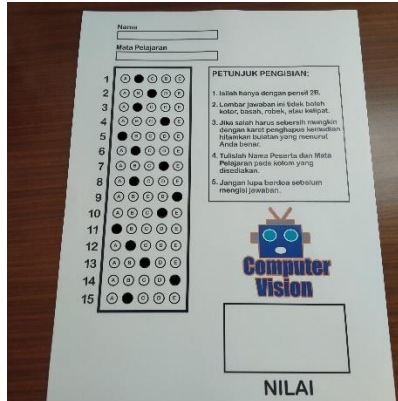 Nama
Mata Pelajaran
1 A C D E
2 A B D E
3 A C D E
4 A B C E
5 B C D E
6 A C D E
7 A B C E
8 A C D E
9 A B C D
10 A B C E
11 B C D E
12 A C D E
13 A B D E
14 A B C D
15 A C D E
PETUNJUK PENGISIAN:
1. Isilah hanya dengan pensil 2B.
2. Lembar jawaban ini tidak boleh
kotor, basah, robek, atau kelipat.
3. Jika salah harus sebersih mungkin
dengan karet penghapus kemudian
hitamkan bulatan yang menurut
Anda benar.
4. Tulislah Nama Peserta dan Mata
Pelajaran pada kolom yang
disediakan.
5. Jangan lupa berdoa sebelum
mengisi jawaban.
Computer
Vision
NILAI